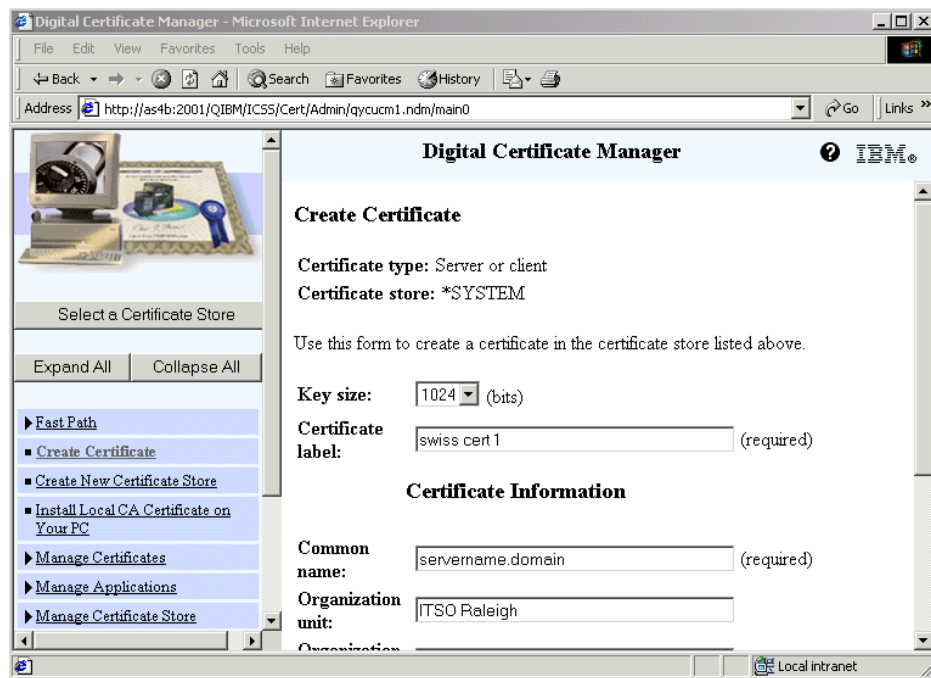 Digital Certificate Manager - Microsoft Internet Explorer
File Edit View Favorites Tools Help
Back Search Favorites History
Address http://as4b:2001/QIBM/ICSS/Cert/Admin/qycucm1.ndm/main0 Go Links »
Digital Certificate Manager ? IBM®
Select a Certificate Store
Expand All Collapse All
Fast Path
Create Certificate
Create New Certificate Store
Install Local CA Certificate on
Your PC
Manage Certificates
Manage Applications
Manage Certificate Store
Create Certificate
Certificate type: Server or client
Certificate store: *SYSTEM
Use this form to create a certificate in the certificate store listed above.
Key size: 1024 (bits)
Certificate
label: swiss cert 1 (required)
Certificate Information
Common
name: servername.domain (required)
Organization
unit: ITSO Raleigh
Organization
Local intranet